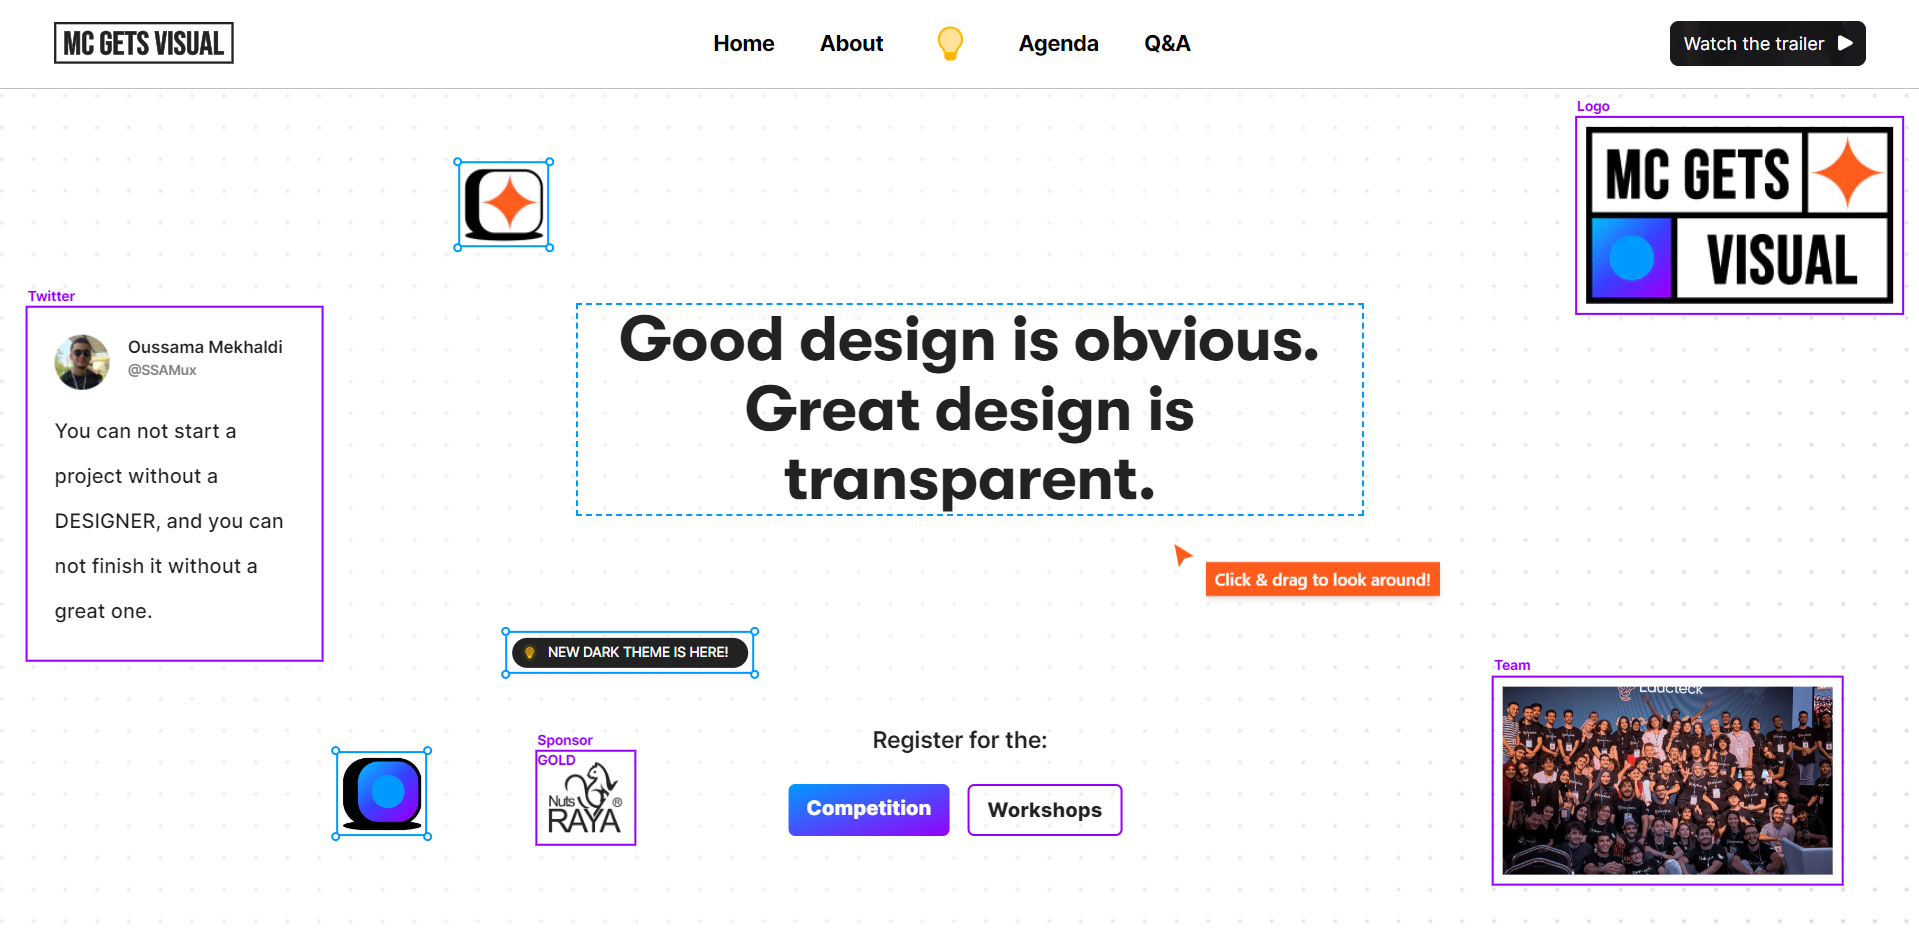 MC GETS VISUAL
Home
About
Agenda
Q&A
Watch the trailer
Logo
MC GETS
VISUAL
Twitter
Oussama Mekhaldi
@SSAMux
You can not start a
project without a
DESIGNER, and you can
not finish it without a
great one.
Good design is obvious.
Great design is
transparent.
Click & drag to look around!
NEW DARK THEME IS HERE!
Sponsor
GOLD
Nuts ®
RAYA
Register for the:
Competition
Workshops
Team
Educteck